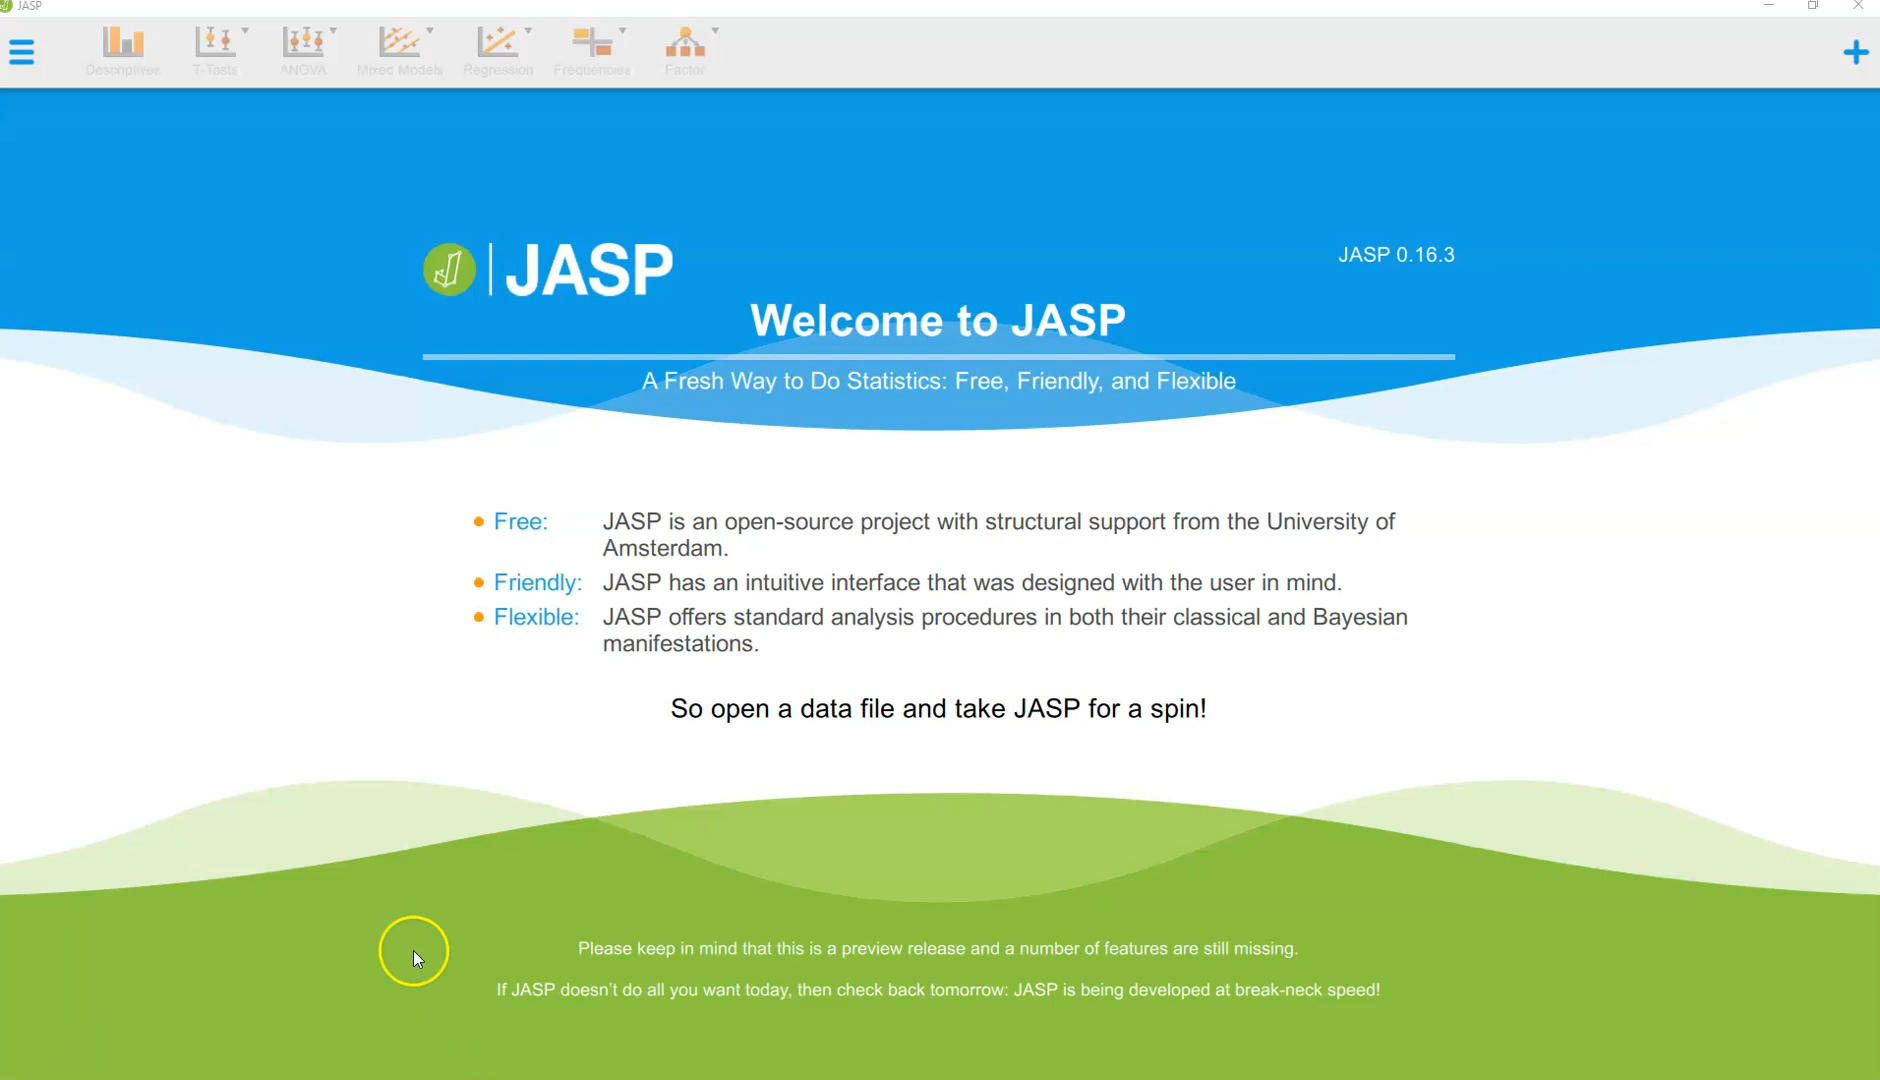 JASP
Descriptives T-Tests ANOVA Mixed Models Regression Frequencies Factor
JASP
JASP 0.16.3
Welcome to JASP
A Fresh Way to Do Statistics: Free, Friendly, and Flexible
Free: JASP is an open-source project with structural support from the University of
Amsterdam.
Friendly: JASP has an intuitive interface that was designed with the user in mind.
Flexible: JASP offers standard analysis procedures in both their classical and Bayesian
manifestations.
So open a data file and take JASP for a spin!
Please keep in mind that this is a preview release and a number of features are still missing.
If JASP doesn't do all you want today, then check back tomorrow: JASP is being developed at break-neck speed!